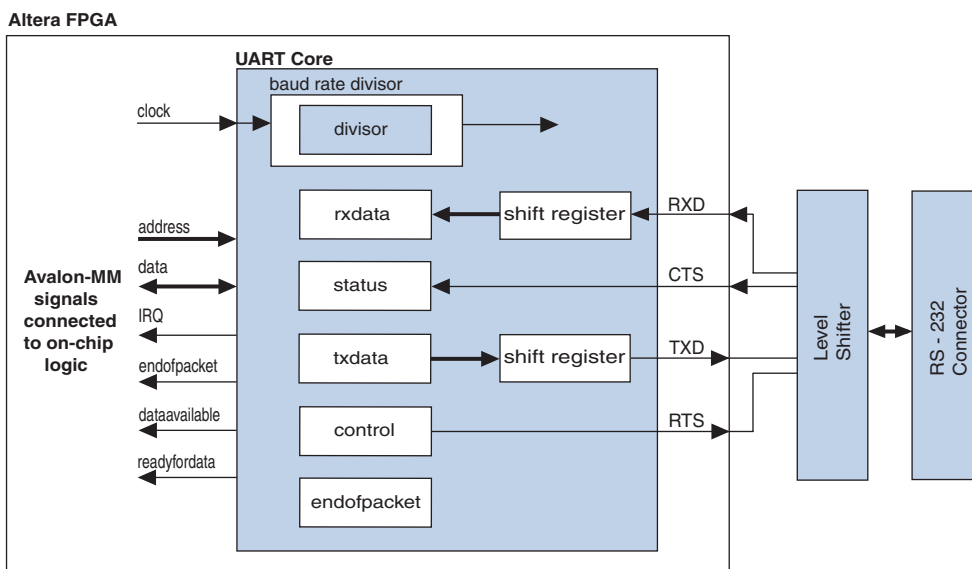 Altera FPGA
UART Core
baud rate divisor
clock
divisor
rxdata
shift register
RXD
address
data
status
CTS
Avalon-MM
signals
connected
to on-chip
logic
IRQ
txdata
shift register
TXD
endofpacket
dataavailable
control
RTS
readyfordata
endofpacket
Level
Shifter
RS - 232
Connector